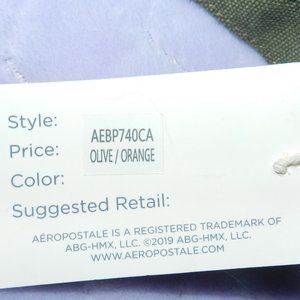 Style:
AEBP740CA
Price:
OLIVE / ORANGE
Color:
Suggested Retail:
AÉROPOSTALE IS A REGISTERED TRADEMARK OF
ABG-HMX, LLC. ©2019 ABG-HMX, LLC.
WWW.AEROPOSTALE.COM